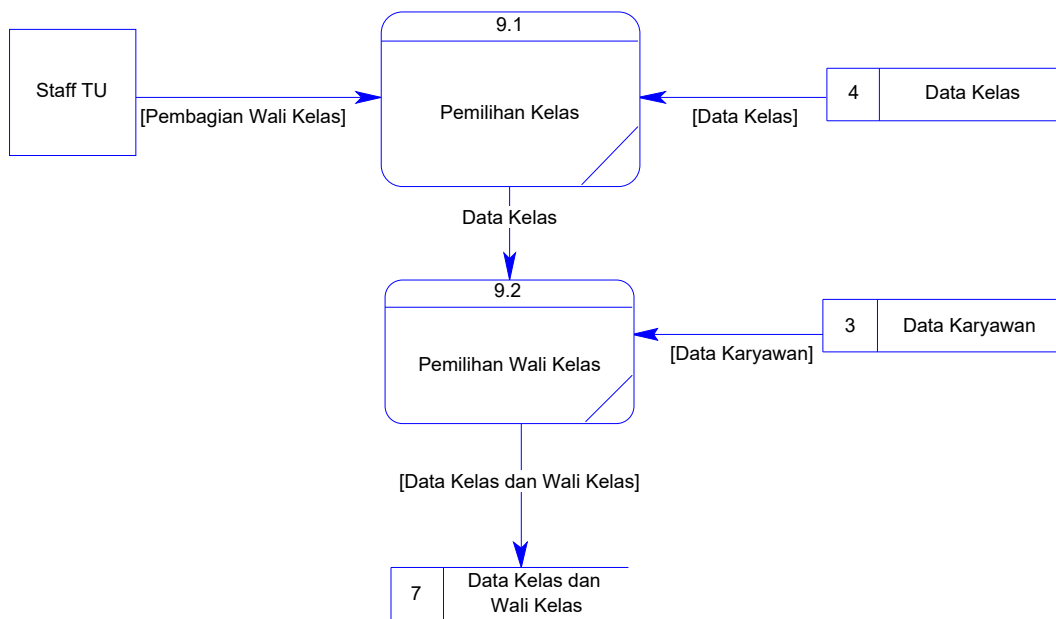 9.1
Staff TU
Pemilihan Kelas
4
Data Kelas
[Pembagian Wali Kelas]
[Data Kelas]
Data Kelas
9.2
Pemilihan Wali Kelas
3
Data Karyawan
[Data Karyawan]
[Data Kelas dan Wali Kelas]
7
Data Kelas dan
Wali Kelas